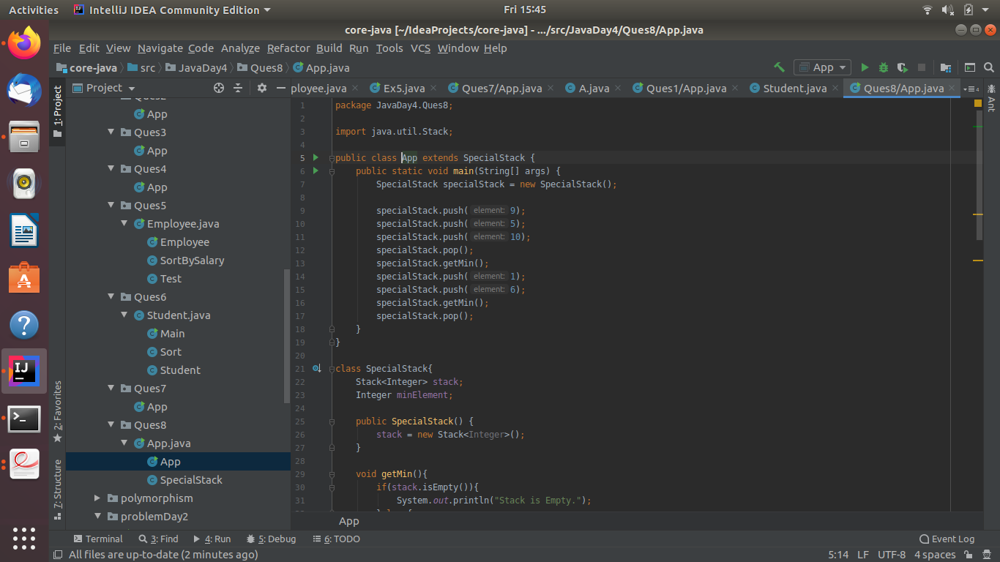 Activities IntelliJ IDEA Community Edition Fri 15:45
core-java [~/IdeaProjects/core-java] - .../src/JavaDay4/Ques8/App.java
File Edit View Navigate Code Analyze Refactor Build Run Tools VCS Window Help
core-java src JavaDay4 Ques8 App.java App
Project ployee.java Ex5.java Ques7/App.java A.java Ques1/App.java Student.java Ques8/App.java
1: Project
Ant
Ques2
App
Ques3
App
Ques4
App
Ques5
Employee.java
Employee
SortBySalary
Test
Ques6
Student.java
Main
Sort
Student
Ques7
App
Ques8
App.java
App
SpecialStack
polymorphism
problemDay2
2: Favorites
7: Structure
1 package JavaDay4.Ques8;
2
3 import java.util.Stack;
4
5 public class App extends SpecialStack {
6 public static void main(String[] args) {
7 SpecialStack specialStack = new SpecialStack();
8
9 specialStack.push( element: 9);
10 specialStack.push( element: 5);
11 specialStack.push( element: 10);
12 specialStack.pop();
13 specialStack.getMin();
14 specialStack.push( element: 1);
15 specialStack.push( element: 6);
16 specialStack.getMin();
17 specialStack.pop();
18 }
19 }
20
21 class SpecialStack{
22 Stack<Integer> stack;
23 Integer minElement;
24
25 public SpecialStack() {
26 stack = new Stack<Integer>();
27 }
28
29 void getMin(){
30 if(stack.isEmpty()){
31 System.out.println("Stack is Empty.");
App
Terminal 3: Find 4: Run 5: Debug 6: TODO Event Log
All files are up-to-date (2 minutes ago) 5:14 LF UTF-8 4 spaces